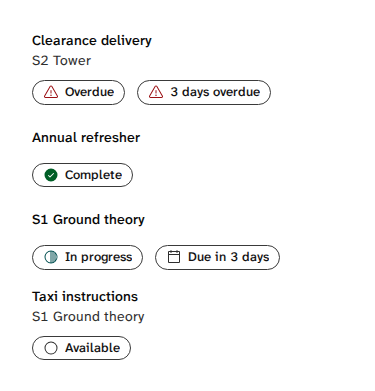 Clearance delivery
S2 Tower
Overdue 3 days overdue
Annual refresher
Complete
S1 Ground theory
In progress Due in 3 days
Taxi instructions
S1 Ground theory
Available